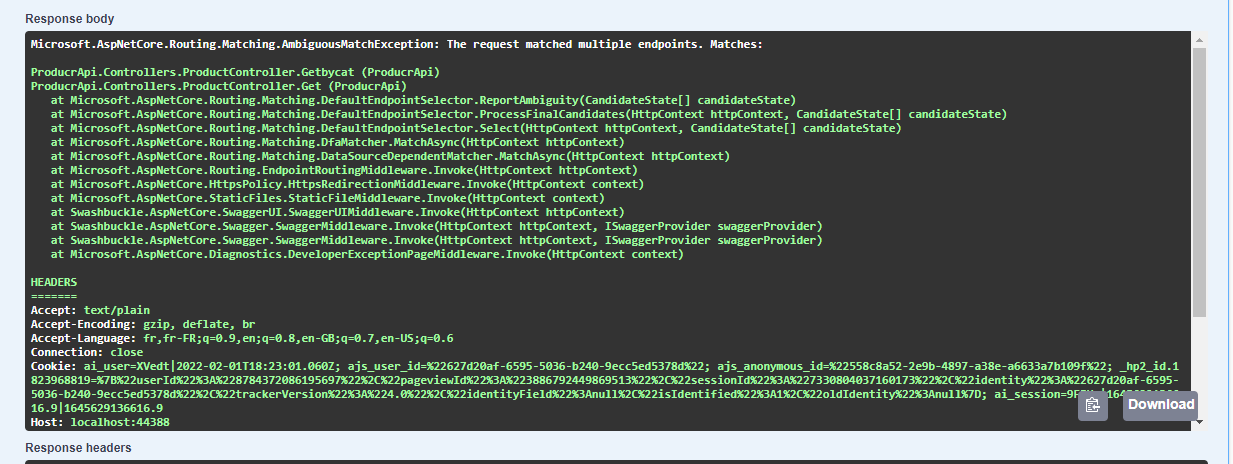 Response body
Microsoft.AspNetCore.Routing.Matching.AmbiguousMatchException: The request matched multiple endpoints. Matches:
ProducrApi.Controllers.ProductController.Getbycat (ProducrApi)
ProducrApi.Controllers.ProductController.Get (ProducrApi)
at Microsoft.AspNetCore.Routing.Matching.DefaultEndpointSelector.ReportAmbiguity(CandidateState[] candidateState)
at Microsoft.AspNetCore.Routing.Matching.DefaultEndpointSelector.ProcessFinalCandidates(HttpContext httpContext, CandidateState[] candidateState)
at Microsoft.AspNetCore.Routing.Matching.DefaultEndpointSelector.Select(HttpContext httpContext, CandidateState[] candidateState)
at Microsoft.AspNetCore.Routing.Matching.DfaMatcher.MatchAsync(HttpContext httpContext)
at Microsoft.AspNetCore.Routing.Matching.DataSourceDependentMatcher.MatchAsync(HttpContext httpContext)
at Microsoft.AspNetCore.Routing.EndpointRoutingMiddleware.Invoke(HttpContext httpContext)
at Microsoft.AspNetCore.HttpsPolicy.HttpsRedirectionMiddleware.Invoke(HttpContext context)
at Microsoft.AspNetCore.StaticFiles.StaticFileMiddleware.Invoke(HttpContext context)
at Swashbuckle.AspNetCore.SwaggerUI.SwaggerUIMiddleware.Invoke(HttpContext httpContext)
at Swashbuckle.AspNetCore.Swagger.SwaggerMiddleware.Invoke(HttpContext httpContext, ISwaggerProvider swaggerProvider)
at Swashbuckle.AspNetCore.Swagger.SwaggerMiddleware.Invoke(HttpContext httpContext, ISwaggerProvider swaggerProvider)
at Microsoft.AspNetCore.Diagnostics.DeveloperExceptionPageMiddleware.Invoke(HttpContext context)
HEADERS
=======
Accept: text/plain
Accept-Encoding: gzip, deflate, br
Accept-Language: fr,fr-FR;q=0.9,en;q=0.8,en-GB;q=0.7,en-US;q=0.6
Connection: close
Cookie: ai_user=XVedt|2022-02-01T18:23:01.060Z; ajs_user_id=%22627d20af-6595-5036-b240-9ecc5ed5378d%22; ajs_anonymous_id=%22558c8a52-2e9b-4897-a38e-a6633a7b109f%22; _hp2_id.1
823968819=%7B%22userId%22%3A%228784372086195697%22%2C%22pageviewId%22%3A%223886792449869513%22%2C%22sessionId%22%3A%227330804037160173%22%2C%22identity%22%3A%22627d20af-6595-
5036-b240-9ecc5ed5378d%22%2C%22trackerVersion%22%3A%224.0%22%2C%22identityField%22%3Anull%2C%22isIdentified%22%3A1%2C%22oldIdentity%22%3Anull%7D;
16.9|1645629136616.9
Download
Host: localhost:44388
Response headers